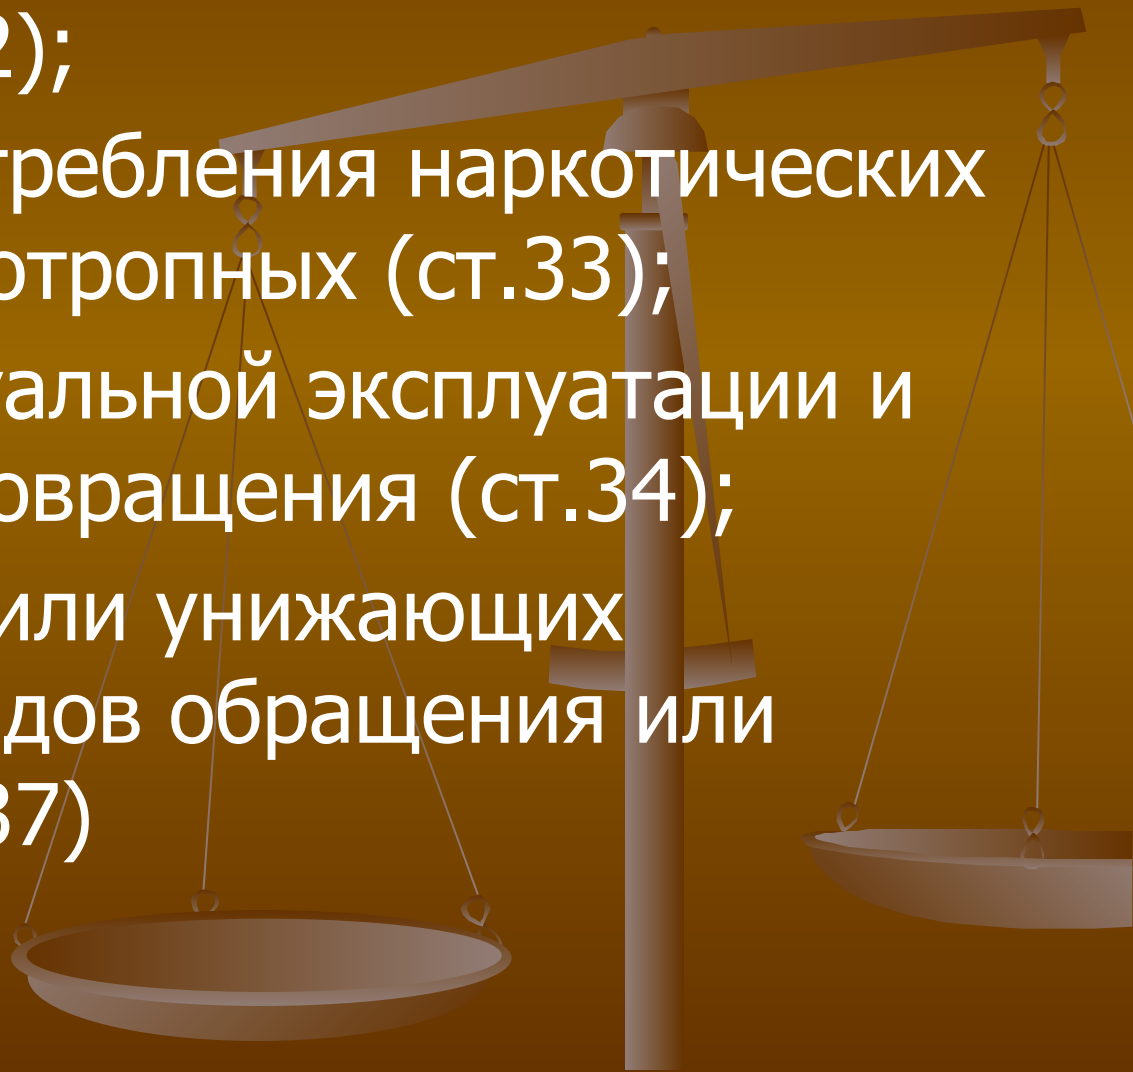 2);
требления наркотических
отропных (ст.33);
уальной эксплуатации и
овращения (ст.34);
или унижающих
дов обращения или
37)